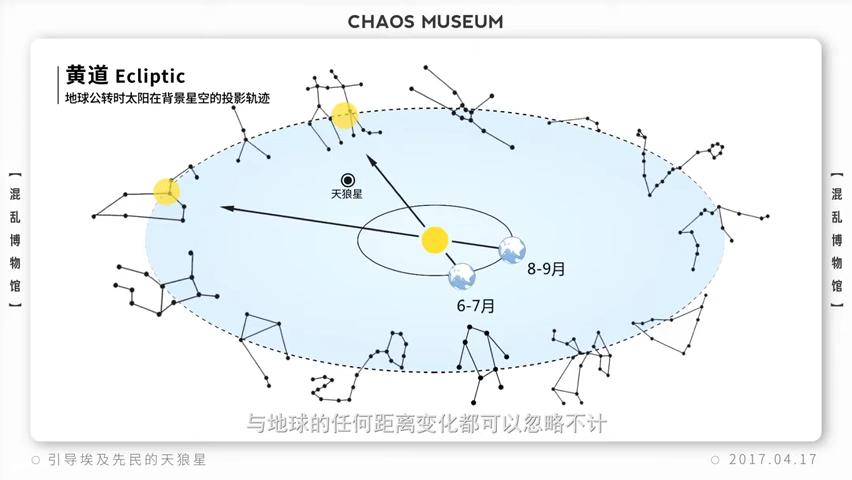 CHAOS MUSEUM
黄道 Ecliptic
地球公转时太阳在背景星空的投影轨迹
天狼星
8-9月
6-7月
【混乱博物馆】
【混乱博物馆】
与地球的任何距离变化都可以忽略不计
引导埃及先民的天狼星
2017.04.17